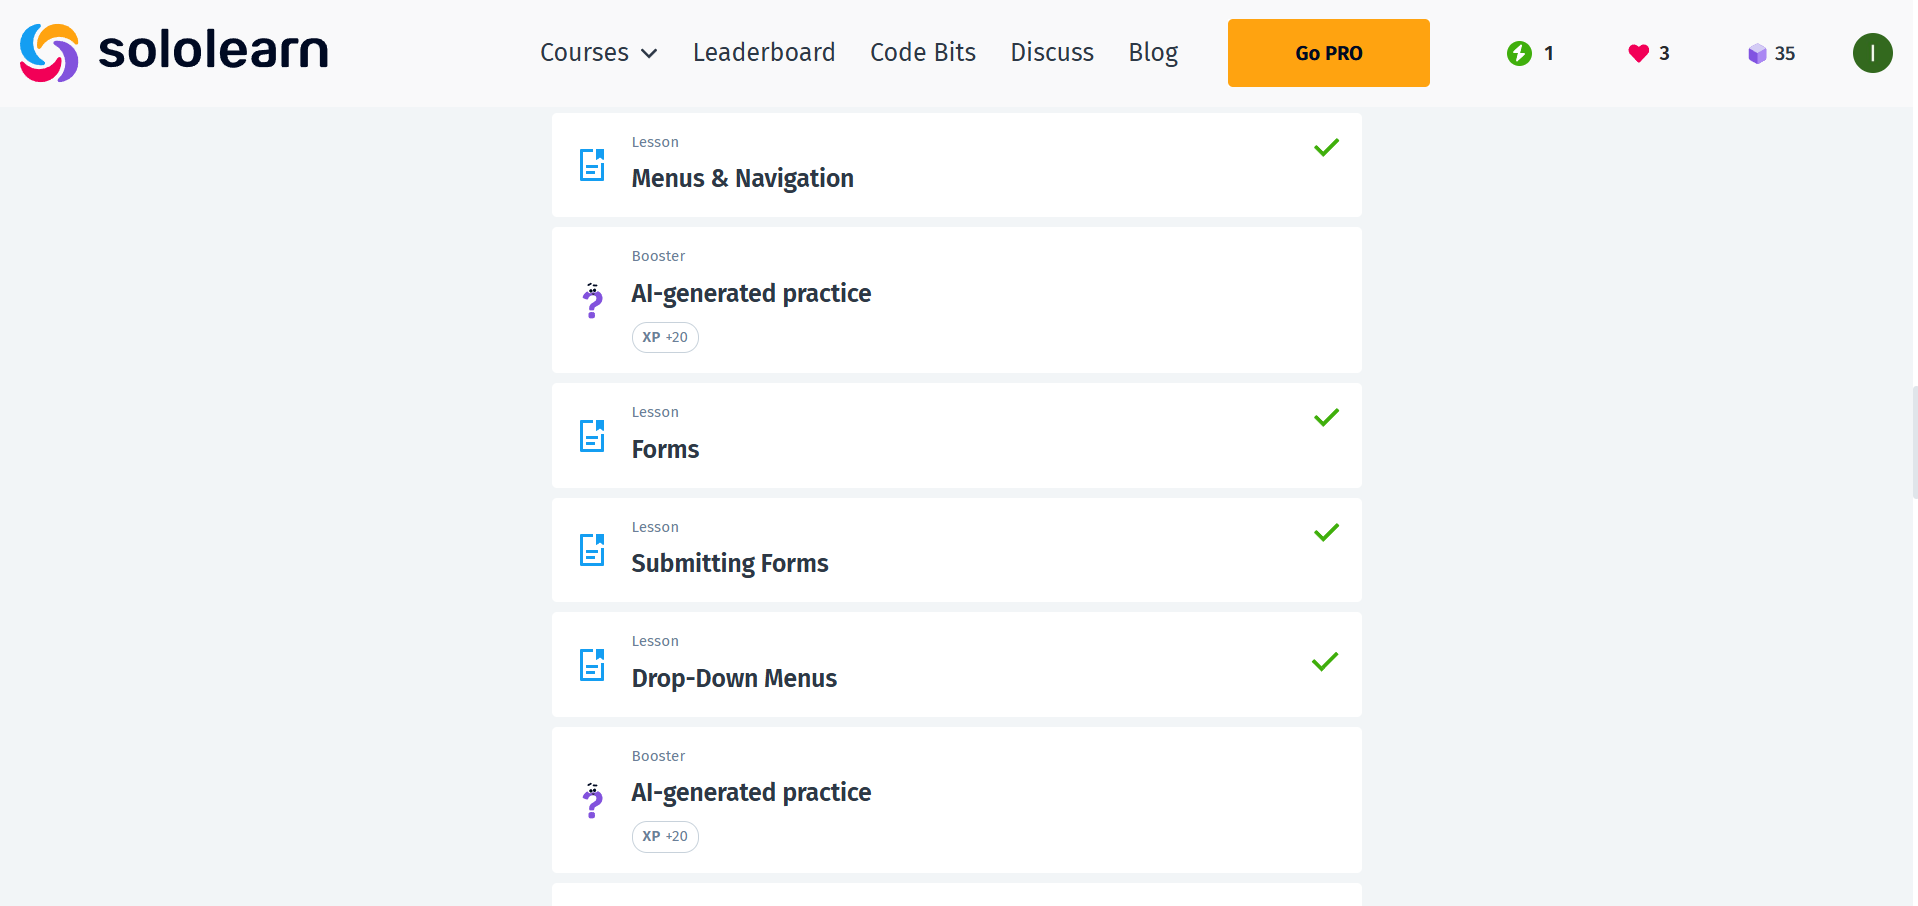 sololearn
Courses Leaderboard Code Bits Discuss Blog Go PRO 1 3 35 I
Lesson
Menus & Navigation
Booster
AI-generated practice
XP +20
Lesson
Forms
Lesson
Submitting Forms
Lesson
Drop-Down Menus
Booster
AI-generated practice
XP +20